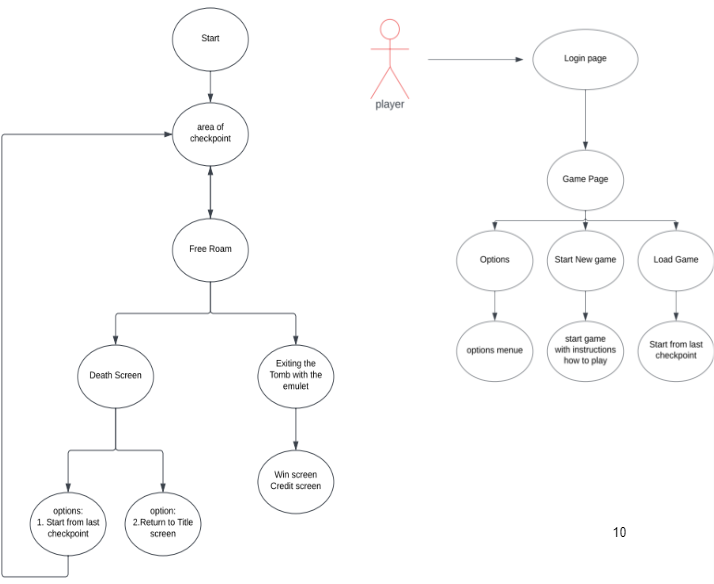 Start
area of
checkpoint
Free Roam
Death Screen
Exiting the
Tomb with the
emulet
Win screen
Credit screen
options:
1. Start from last
checkpoint
option:
2.Return to Title
screen
player
Login page
Game Page
Options
Start New game
Load Game
options menue
start game
with instructions
how to play
Start from last
checkpoint
10